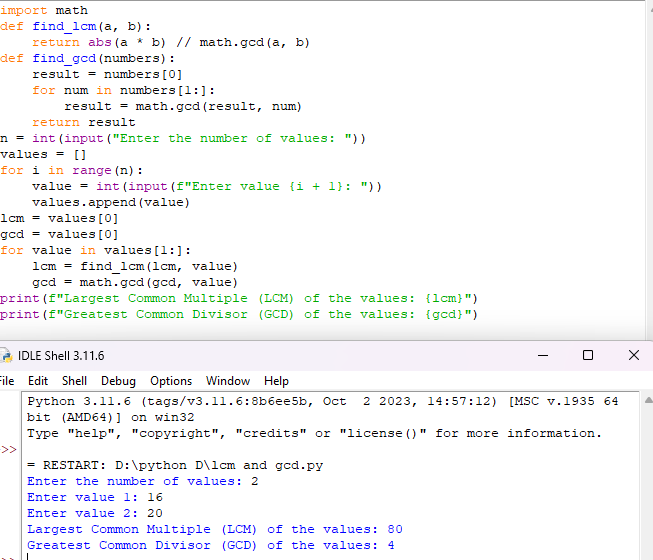 import math
def find_lcm(a, b):
    return abs(a * b) // math.gcd(a, b)
def find_gcd(numbers):
    result = numbers[0]
    for num in numbers[1:]:
        result = math.gcd(result, num)
    return result
n = int(input("Enter the number of values: "))
values = []
for i in range(n):
    value = int(input(f"Enter value {i + 1}: "))
    values.append(value)
lcm = values[0]
gcd = values[0]
for value in values[1:]:
    lcm = find_lcm(lcm, value)
    gcd = math.gcd(gcd, value)
print(f"Largest Common Multiple (LCM) of the values: {lcm}")
print(f"Greatest Common Divisor (GCD) of the values: {gcd}")
IDLE Shell 3.11.6
File Edit Shell Debug Options Window Help
Python 3.11.6 (tags/v3.11.6:8b6ee5b, Oct  2 2023, 14:57:12) [MSC v.1935 64
bit (AMD64)] on win32
Type "help", "copyright", "credits" or "license()" for more information.
>>>
= RESTART: D:\python D\lcm and gcd.py
Enter the number of values: 2
Enter value 1: 16
Enter value 2: 20
Largest Common Multiple (LCM) of the values: 80
Greatest Common Divisor (GCD) of the values: 4
>>>